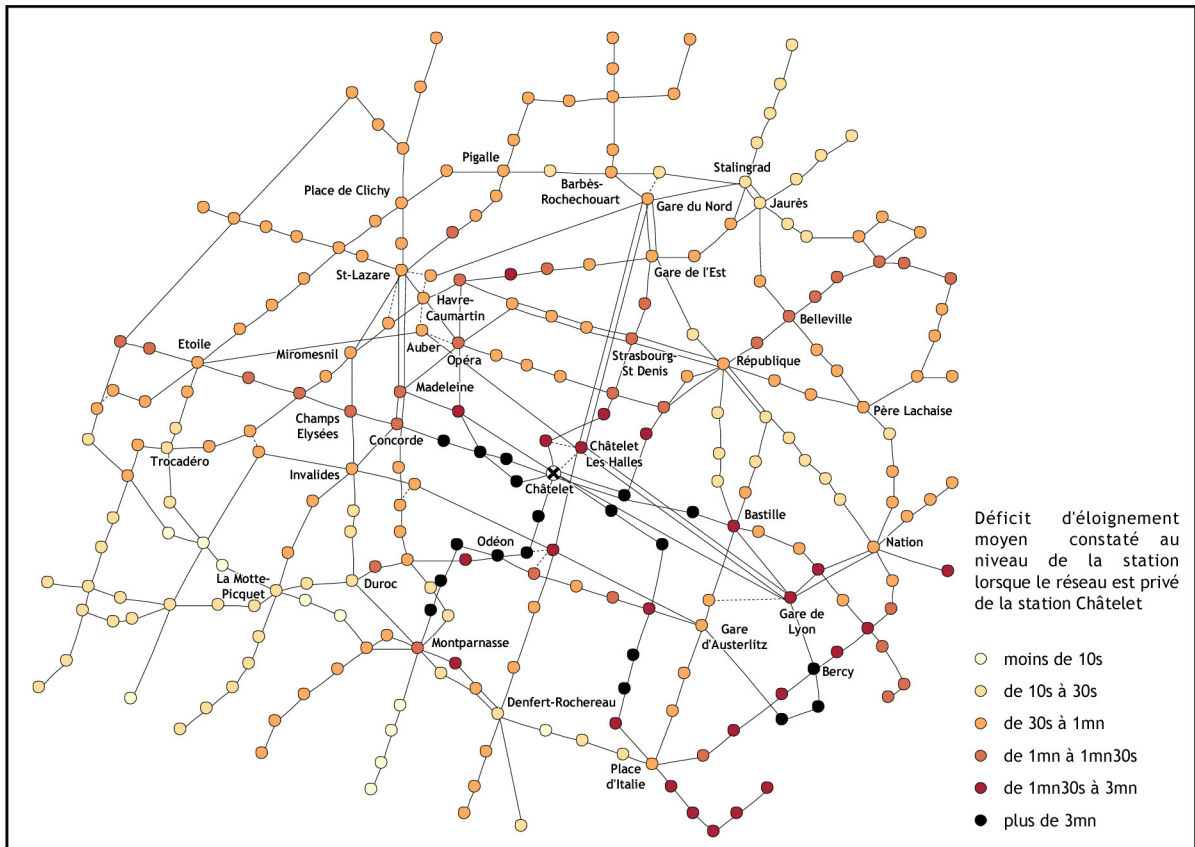 Pigalle
Stalingrad
Place de Clichy
Barbès-
Rochechouart
Gare du Nord
Jaurès
St-Lazare
Gare de l'Est
Havre-
Caumartin
Belleville
Etoile
Miromesnil
Auber
Opéra
Strasbourg-
St Denis
République
Madeleine
Champs
Elysées
Concorde
Père Lachaise
Trocadéro
Châtelet
Les Halles
Invalides
Châtelet
Bastille
Odéon
Nation
La Motte-
Picquet
Duroc
Gare de
Lyon
Gare
d'Austerlitz
Montparnasse
Bercy
Denfert-Rochereau
Place
d'Italie
Déficit d'éloignement
moyen constaté au
niveau de la station
lorsque le réseau est privé
de la station Châtelet
moins de 10s
de 10s à 30s
de 30s à 1mn
de 1mn à 1mn30s
de 1mn30s à 3mn
plus de 3mn